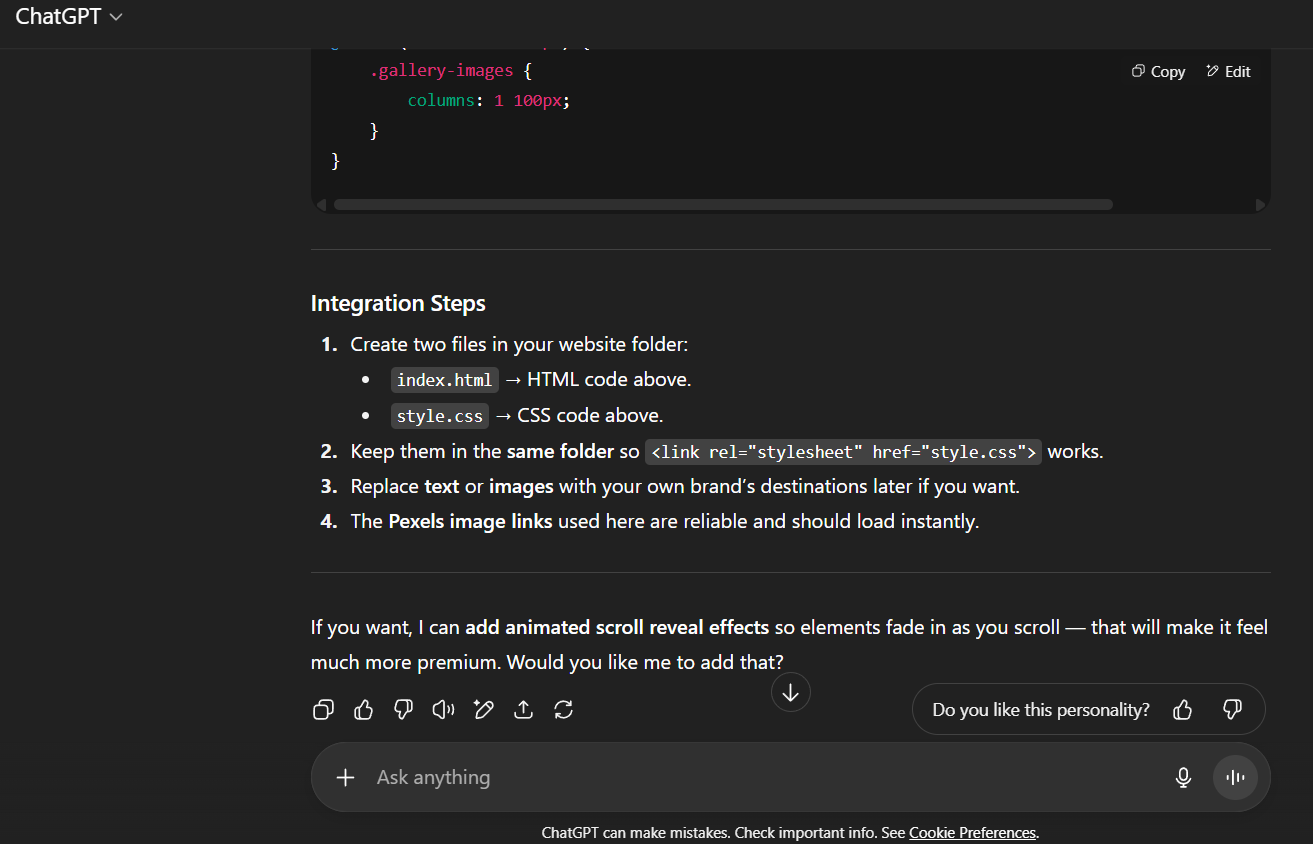 ChatGPT
.gallery-images {
Copy
Edit
columns: 1 100px;
}
}
Integration Steps
1. Create two files in your website folder:
• index.html → HTML code above.
• style.css → CSS code above.
2. Keep them in the same folder so <link rel="stylesheet" href="style.css"> works.
3. Replace text or images with your own brand’s destinations later if you want.
4. The Pexels image links used here are reliable and should load instantly.
If you want, I can add animated scroll reveal effects so elements fade in as you scroll — that will make it feel
much more premium. Would you like me to add that?
Do you like this personality?
Ask anything
ChatGPT can make mistakes. Check important info. See Cookie Preferences.